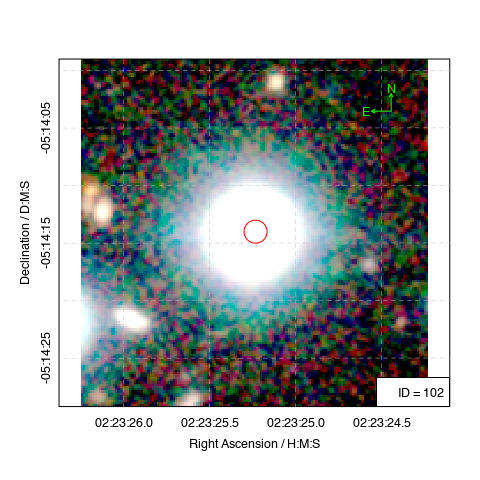 N
E
-05:14:05
-05:14:15
-05:14:25
Declination / D:M:S
ID = 102
02:23:26.0 02:23:25.5 02:23:25.0 02:23:24.5
Right Ascension / H:M:S